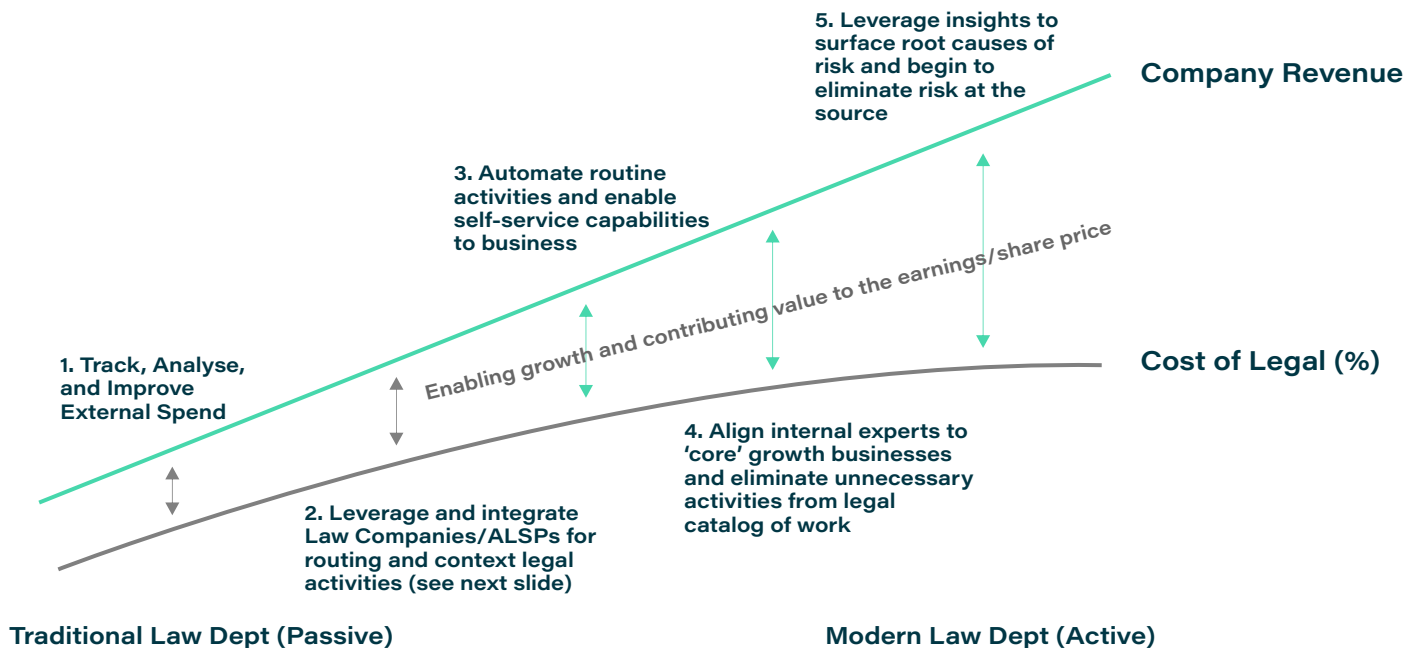 5. Leverage insights to
surface root causes of
risk and begin to
eliminate risk at the
source
Company Revenue
3. Automate routine
activities and enable
self-service capabilities
to business
Enabling growth and contributing value to the earnings/share price
1. Track, Analyse,
and Improve
External Spend
Cost of Legal (%)
4. Align internal experts to
‘core’ growth businesses
and eliminate unnecessary
activities from legal
catalog of work
2. Leverage and integrate
Law Companies/ALSPs for
routing and context legal
activities (see next slide)
Traditional Law Dept (Passive)
Modern Law Dept (Active)